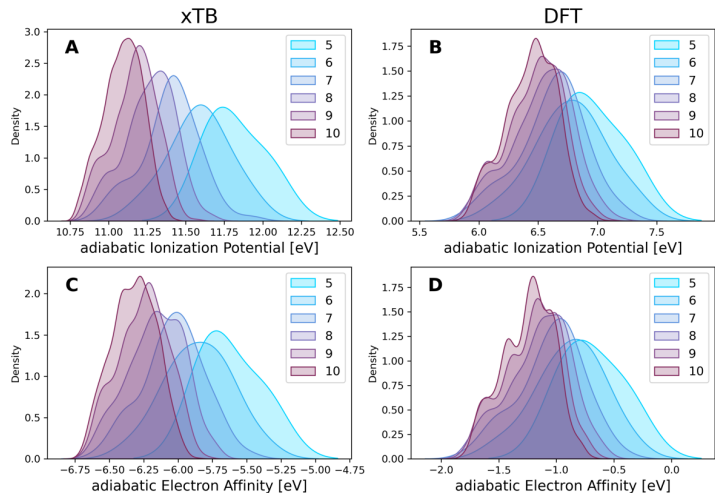 xTB
DFT
A
3.0
2.5
2.0
1.5
1.0
0.5
0.0
Density
10.75 11.00 11.25 11.50 11.75 12.00 12.25 12.50
adiabatic Ionization Potential [eV]
5
6
7
8
9
10
B
1.75
1.50
1.25
1.00
0.75
0.50
0.25
0.00
Density
5.5 6.0 6.5 7.0 7.5
adiabatic Ionization Potential [eV]
5
6
7
8
9
10
C
2.0
1.5
1.0
0.5
0.0
Density
−6.75 −6.50 −6.25 −6.00 −5.75 −5.50 −5.25 −5.00 −4.75
adiabatic Electron Affinity [eV]
5
6
7
8
9
10
D
1.75
1.50
1.25
1.00
0.75
0.50
0.25
0.00
Density
−2.0 −1.5 −1.0 −0.5 0.0
adiabatic Electron Affinity [eV]
5
6
7
8
9
10